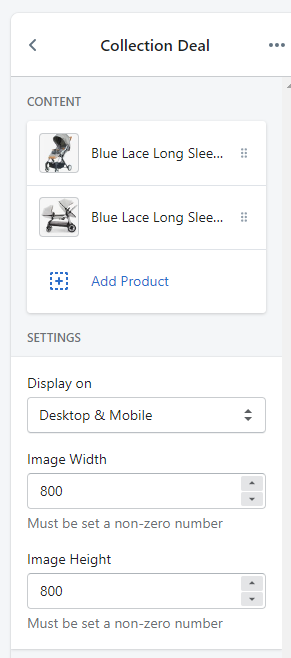 Collection Deal
CONTENT
Blue Lace Long Slee...
Blue Lace Long Slee...
Add Product
SETTINGS
Display on
Desktop & Mobile
Image Width
800
Must be set a non-zero number
Image Height
800
Must be set a non-zero number